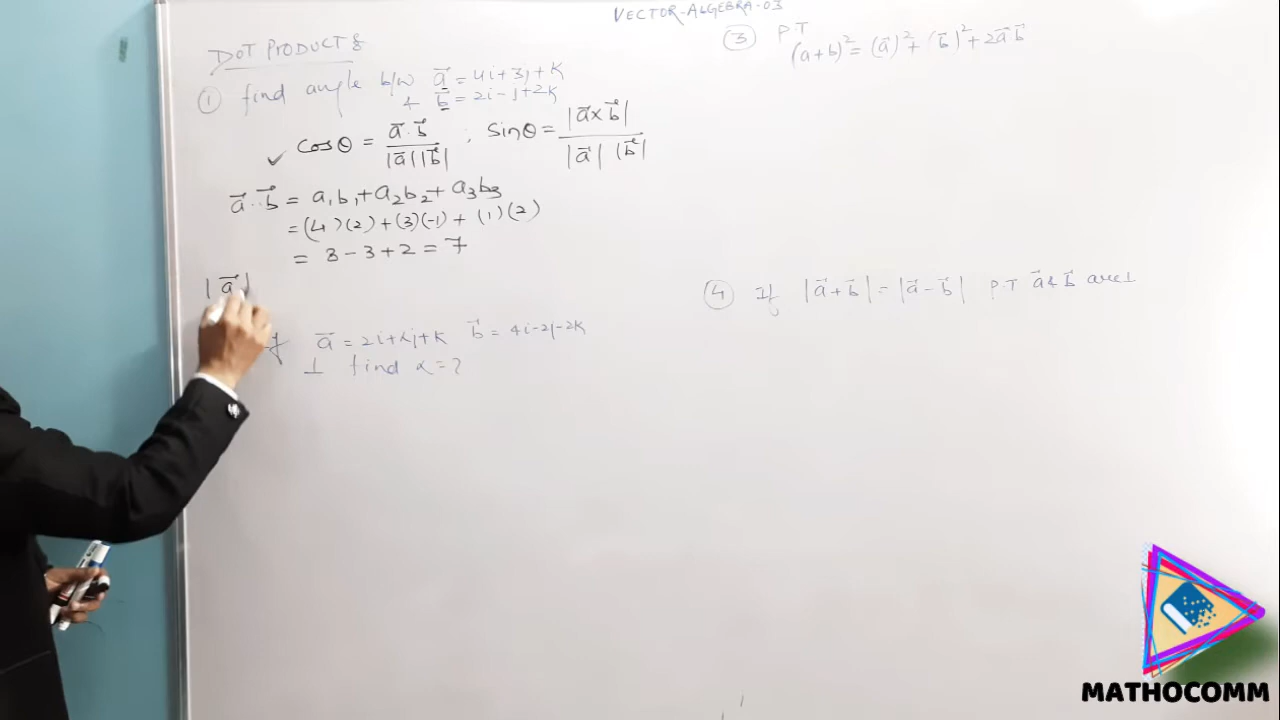 VECTOR-ALGEBRA-03
DOT PRODUCT &
① find angle b/w a⃗ = 4i+3j+k
& b⃗ = 2i-j+2k
✓ cosθ = a⃗.b⃗ / |a⃗||b⃗| ; sinθ = |a⃗×b⃗| / |a⃗| |b⃗|
a⃗.b⃗ = a₁b₁+a₂b₂+a₃b₃
=(4)(2)+(3)(-1)+(1)(2)
= 8-3+2 = 7
|a⃗|
If a⃗ = 2i+αj+k b⃗ = 4i-2j-2k
⊥ find α=?
③ P.T
(a+b)² = (a⃗)²+(b⃗)²+2a⃗b⃗
④ If |a⃗+b⃗|=|a⃗-b⃗| P.T a⃗&b⃗ are ⊥
MATHOCOMM